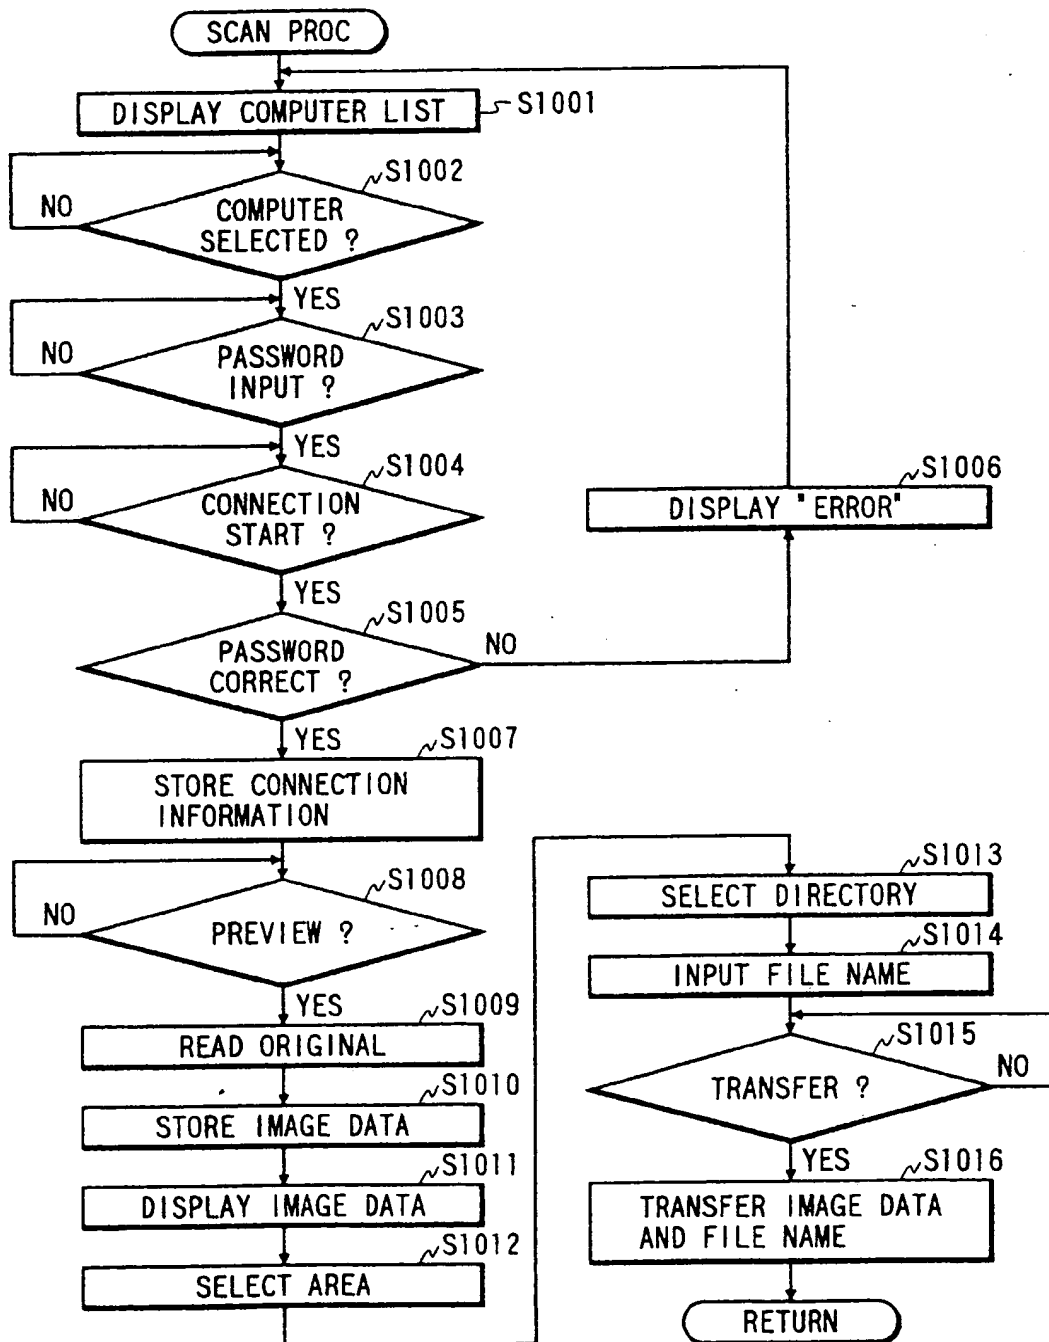 SCAN PROC
DISPLAY COMPUTER LIST
S1001
S1002
NO
COMPUTER
SELECTED ?
YES
S1003
NO
PASSWORD
INPUT ?
YES
S1004
NO
CONNECTION
START ?
YES
S1005
PASSWORD
CORRECT ?
NO
S1006
DISPLAY "ERROR"
YES
S1007
STORE CONNECTION
INFORMATION
S1008
NO
PREVIEW ?
YES
S1009
READ ORIGINAL
S1010
STORE IMAGE DATA
S1011
DISPLAY IMAGE DATA
S1012
SELECT AREA
S1013
SELECT DIRECTORY
S1014
INPUT FILE NAME
S1015
TRANSFER ?
NO
YES
S1016
TRANSFER IMAGE DATA
AND FILE NAME
RETURN